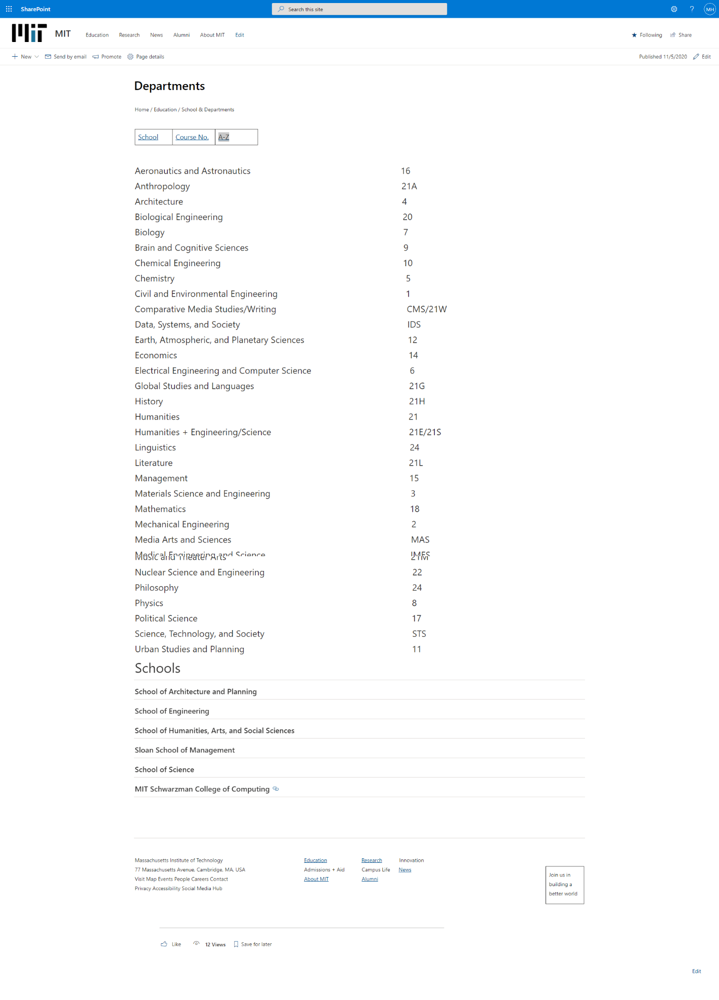 SharePoint
Search this site
MH
MIT
MIT
Education Research News Alumni About MIT Edit
Following Share
New Send by email Promote Page details
Published 11/5/2020 Edit
Departments
Home / Education / School & Departments
School Course No. A-Z
Aeronautics and Astronautics 16
Anthropology 21A
Architecture 4
Biological Engineering 20
Biology 7
Brain and Cognitive Sciences 9
Chemical Engineering 10
Chemistry 5
Civil and Environmental Engineering 1
Comparative Media Studies/Writing CMS/21W
Data, Systems, and Society IDS
Earth, Atmospheric, and Planetary Sciences 12
Economics 14
Electrical Engineering and Computer Science 6
Global Studies and Languages 21G
History 21H
Humanities 21
Humanities + Engineering/Science 21E/21S
Linguistics 24
Literature 21L
Management 15
Materials Science and Engineering 3
Mathematics 18
Mechanical Engineering 2
Media Arts and Sciences MAS
Medical Engineering and Science IMES
Music and Theater Arts 21M
Nuclear Science and Engineering 22
Philosophy 24
Physics 8
Political Science 17
Science, Technology, and Society STS
Urban Studies and Planning 11
Schools
School of Architecture and Planning
School of Engineering
School of Humanities, Arts, and Social Sciences
Sloan School of Management
School of Science
MIT Schwarzman College of Computing
Massachusetts Institute of Technology
77 Massachusetts Avenue, Cambridge, MA, USA
Visit Map Events People Careers Contact
Privacy Accessibility Social Media Hub
Education Research Innovation
Admissions + Aid Campus Life News
About MIT Alumni
Join us in
building a
better world
Like 12 Views Save for later
Edit